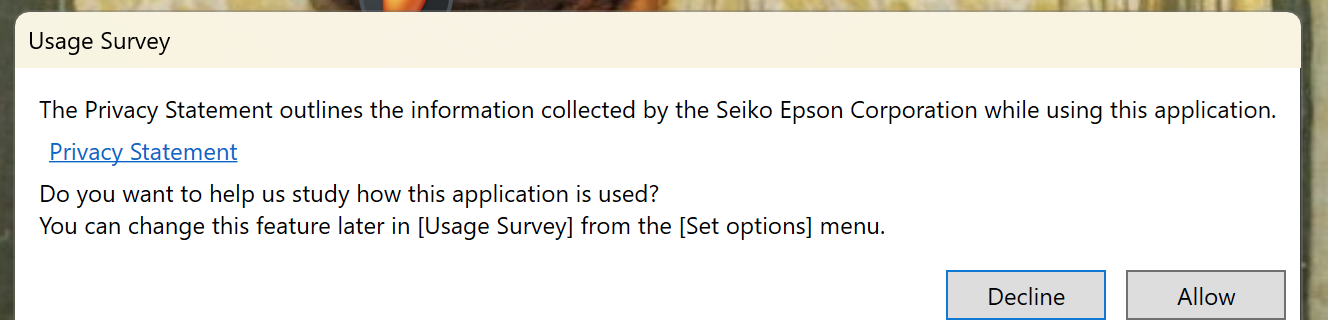 Usage Survey
The Privacy Statement outlines the information collected by the Seiko Epson Corporation while using this application.
Privacy Statement
Do you want to help us study how this application is used?
You can change this feature later in [Usage Survey] from the [Set options] menu.
Decline
Allow